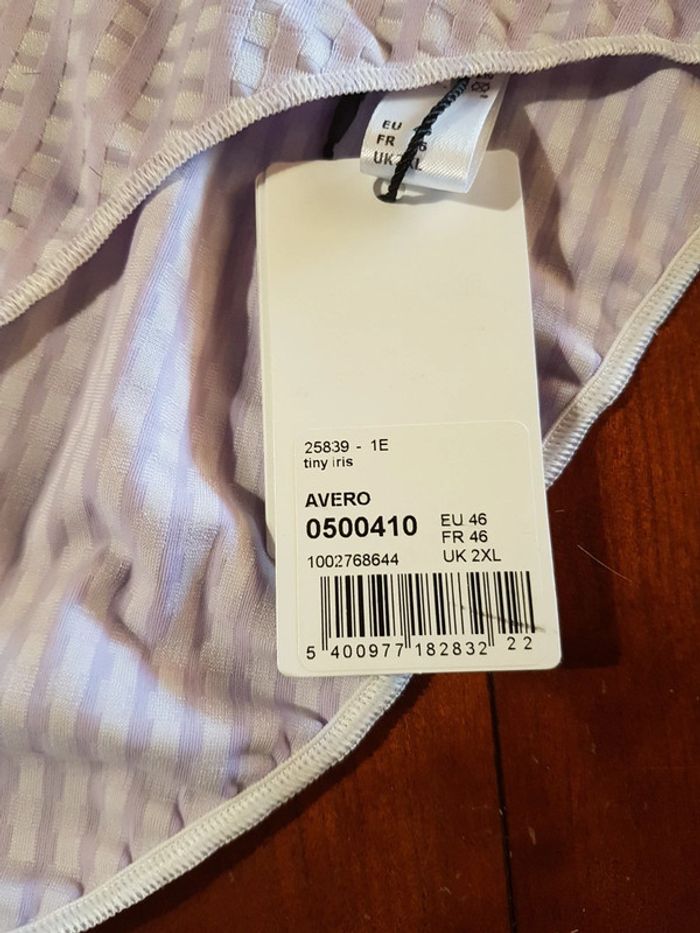 EU
FR
UK
25839 - 1E
tiny iris
AVERO
0500410
EU 46
FR 46
UK 2XL
1002768644
5 400977 182832 22